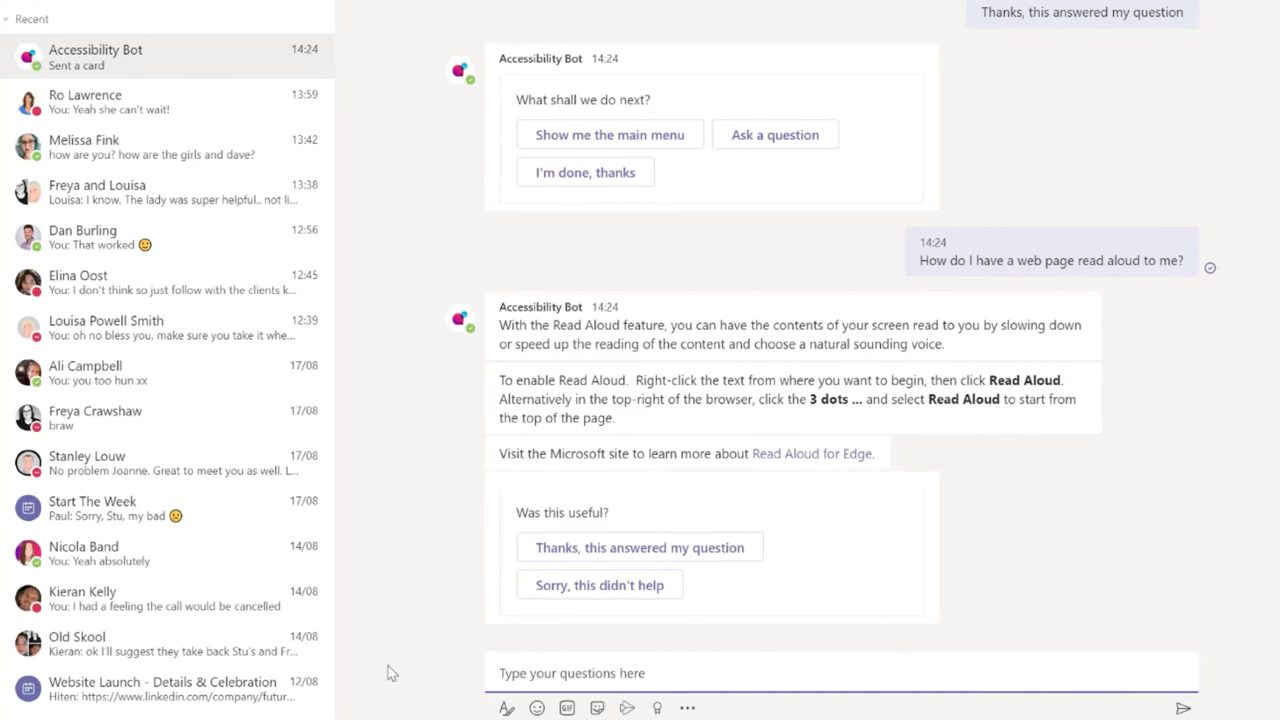 Recent
Accessibility Bot 14:24
Sent a card
Ro Lawrence 13:59
You: Yeah she can't wait!
Melissa Fink 13:42
how are you? how are the girls and dave?
Freya and Louisa 13:38
Louisa: I know. The lady was super helpful.. not li...
Dan Burling 12:56
You: That worked
Elina Oost 12:45
You: I don't think so just follow with the clients k...
Louisa Powell Smith 12:39
You: oh no bless you, make sure you take it whe...
Ali Campbell 17/08
You: you too hun xx
Freya Crawshaw 17/08
braw
Stanley Louw 17/08
No problem Joanne. Great to meet you as well. L...
Start The Week 17/08
Paul: Sorry, Stu, my bad
Nicola Band 14/08
You: Yeah absolutely
Kieran Kelly 14/08
You: I had a feeling the call would be cancelled
Old Skool 14/08
Kieran: ok I'll suggest they take back Stu's and Fr...
Website Launch - Details & Celebration 12/08
Hiten: https://www.linkedin.com/company/futur...
Thanks, this answered my question
Accessibility Bot 14:24
What shall we do next?
Show me the main menu
Ask a question
I'm done, thanks
14:24
How do I have a web page read aloud to me?
Accessibility Bot 14:24
With the Read Aloud feature, you can have the contents of your screen read to you by slowing down
or speed up the reading of the content and choose a natural sounding voice.
To enable Read Aloud. Right-click the text from where you want to begin, then click Read Aloud.
Alternatively in the top-right of the browser, click the 3 dots ... and select Read Aloud to start from
the top of the page.
Visit the Microsoft site to learn more about Read Aloud for Edge.
Was this useful?
Thanks, this answered my question
Sorry, this didn't help
Type your questions here
GIF